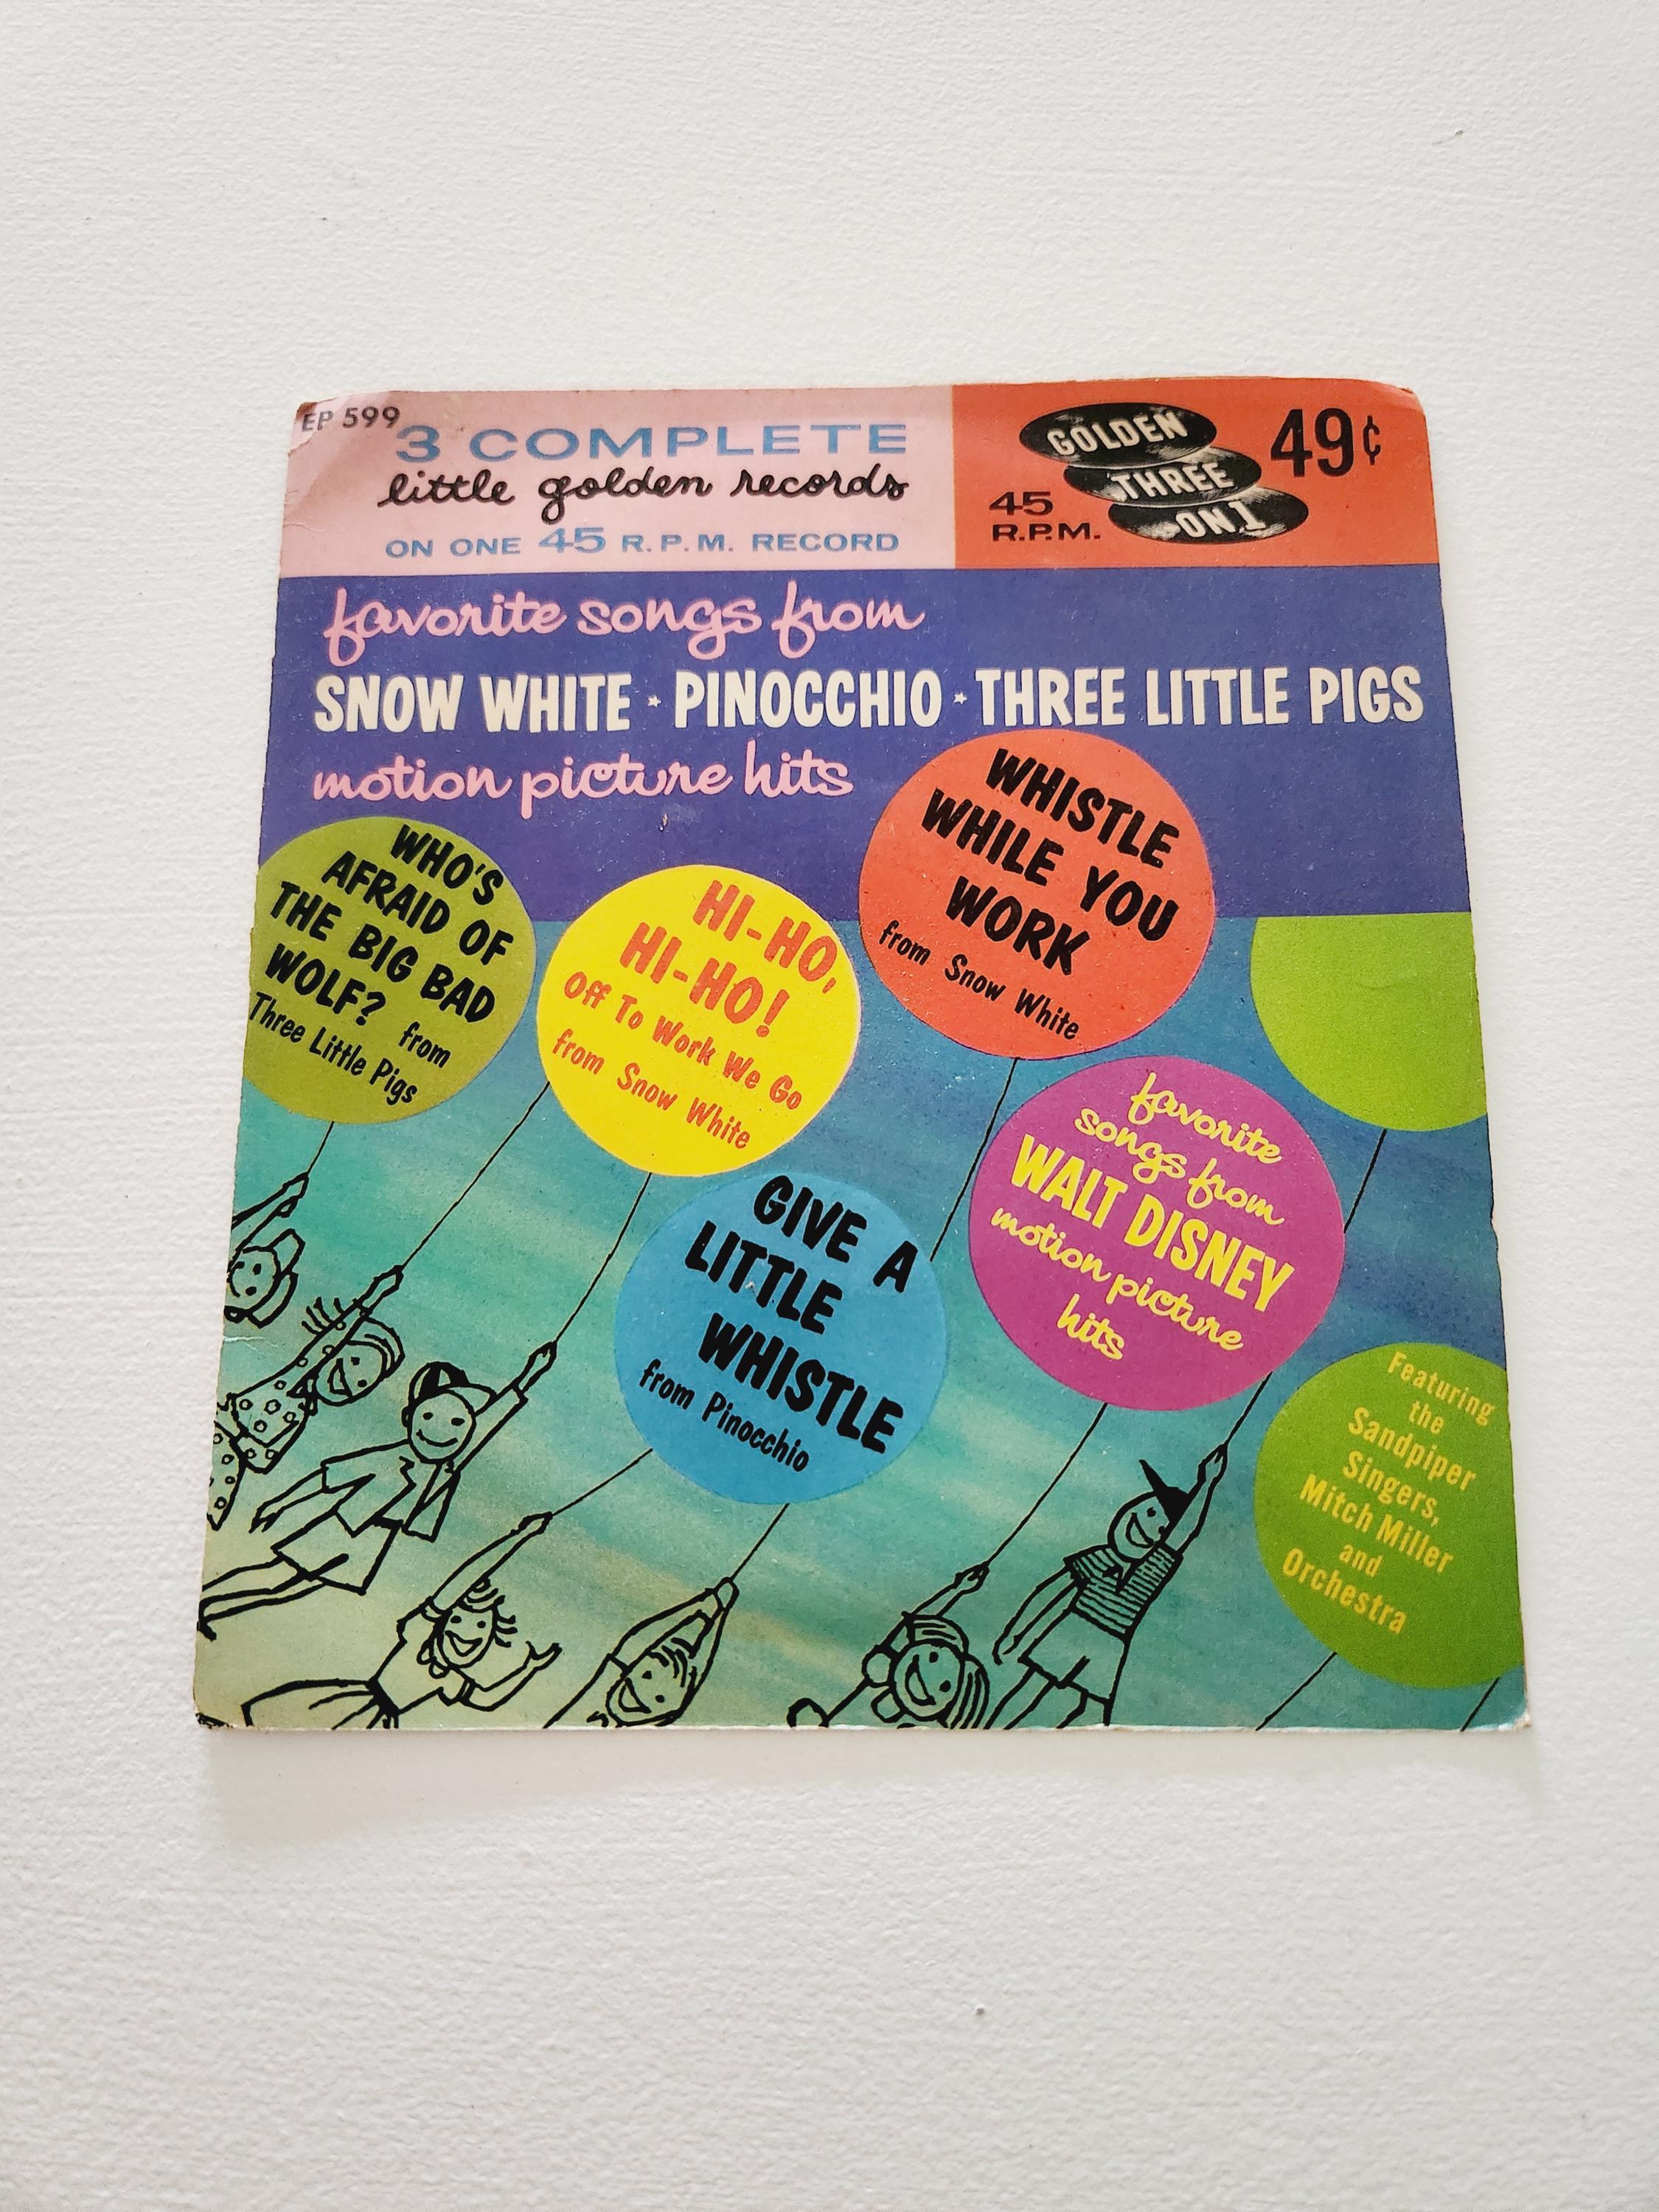 EP 599
3 COMPLETE
little golden records
ON ONE 45 R.P.M. RECORD
GOLDEN
THREE
ON 1
45
R.P.M.
49¢
favorite songs from
SNOW WHITE * PINOCCHIO * THREE LITTLE PIGS
motion picture hits
WHO'S
AFRAID OF
THE BIG BAD
WOLF? from
Three Little Pigs
HI-HO,
HI-HO!
Off To Work We Go
from Snow White
WHISTLE
WHILE YOU
WORK
from Snow White
GIVE A
LITTLE
WHISTLE
from Pinocchio
favorite
songs from
WALT DISNEY
motion picture
hits
Featuring
the
Sandpiper
Singers,
Mitch Miller
and
Orchestra